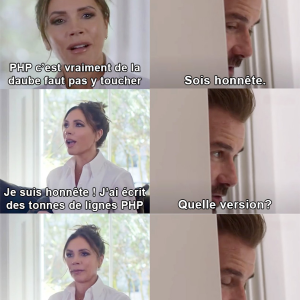 PHP c'est vraiment de la
daube faut pas y toucher
Sois honnête.
Je suis honnête ! J'ai écrit
des tonnes de lignes PHP
Quelle version?